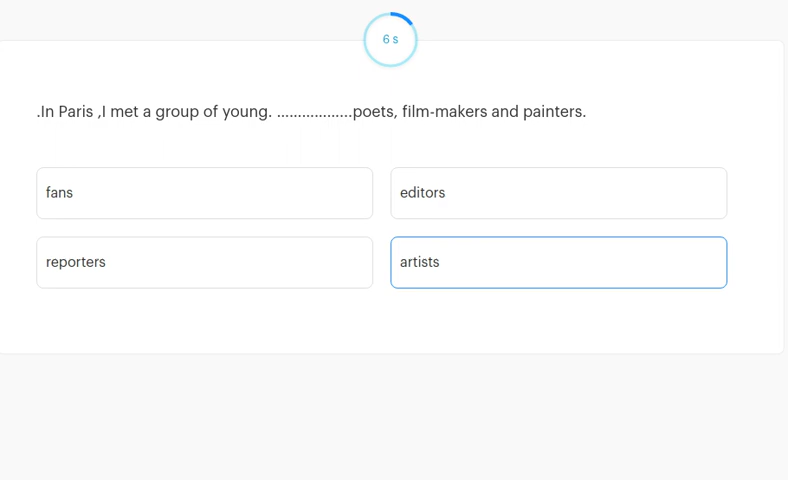 6 s
.In Paris ,I met a group of young. ..................poets, film-makers and painters.
fans
editors
reporters
artists